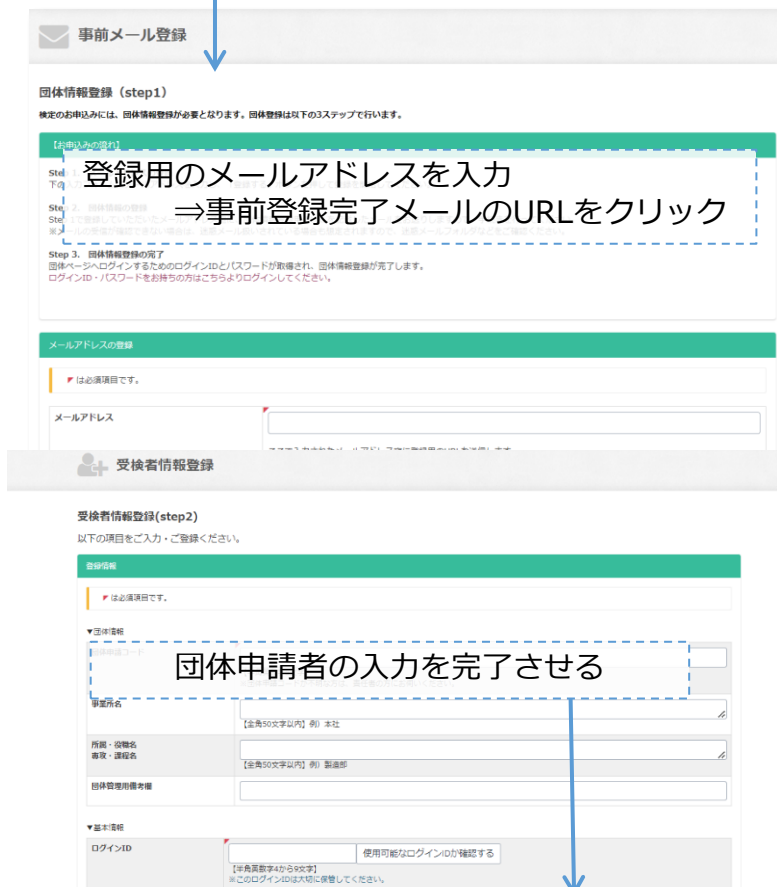 事前メール登録
団体情報登録（step1）
検定のお申込みには、団体情報登録が必要となります。団体登録は以下の3ステップで行います。
【お申込みの流れ】
登録用のメールアドレスを入力
⇒事前登録完了メールのURLをクリック
Step 2. 団体情報の登録
Step 3. 団体情報登録の完了
団体ページへログインするためのログインIDとパスワードが取得され、団体情報登録が完了します。
ログインID・パスワードをお持ちの方はこちらよりログインしてください。
メールアドレスの登録
は必須項目です。
メールアドレス
受検者情報登録
受検者情報登録(step2)
以下の項目をご入力・ご登録ください。
登録情報
は必須項目です。
▼団体情報
団体申請コード
団体申請者の入力を完了させる
事業所名
【全角50文字以内】例）本社
所属・役職名
専攻・課程名
【全角50文字以内】例）製造部
団体管理用備考欄
▼基本情報
ログインID
使用可能なログインIDか確認する
【半角英数字4から9文字】
※このログインIDは大切に保管してください。